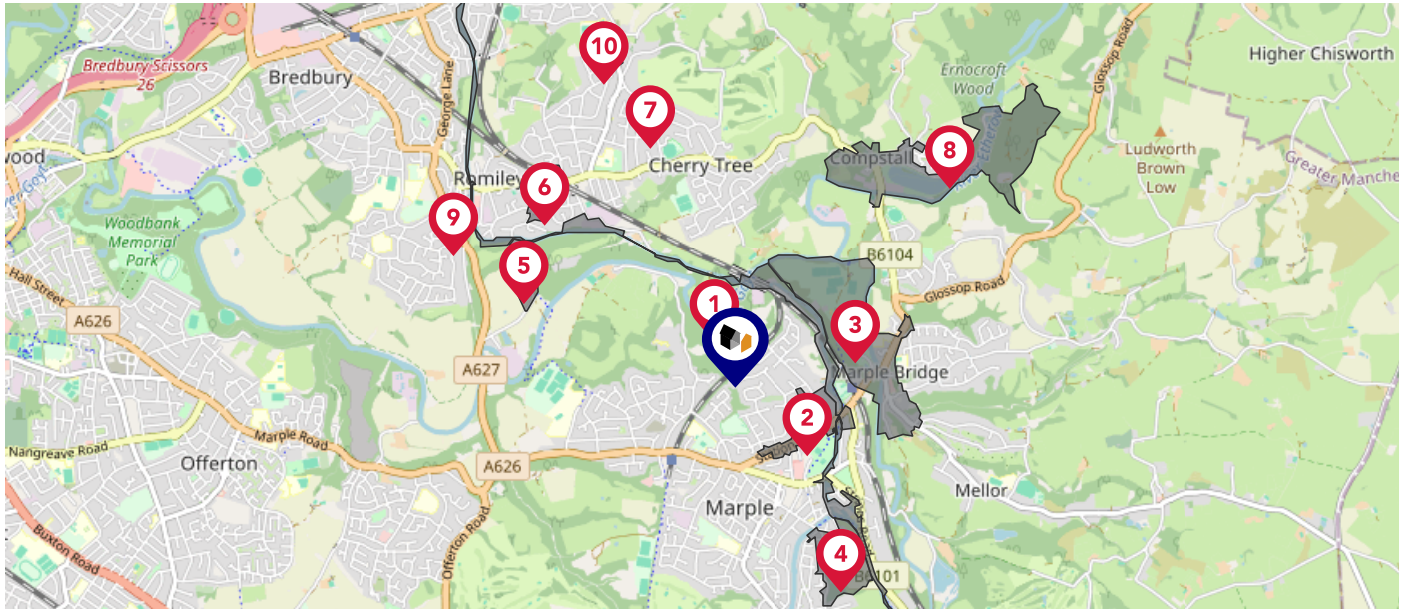 Higher Chisworth
Glossop Road
Bredbury Scissors
26
Bredbury
George Lane
Ernocroft
Wood
10
7
Cherry Tree
Compstall
8
Ludworth
Brown
Low
wood
Romiley
6
9
Woodbank
Memorial
Park
5
B6104
Glossop Road
Hall Street
A626
1
3
Marple Bridge
A627
2
Marple Road
Nangreave Road
Offerton
A626
Mellor
Marple
Offerton Road
Buxton Road
4
B6101